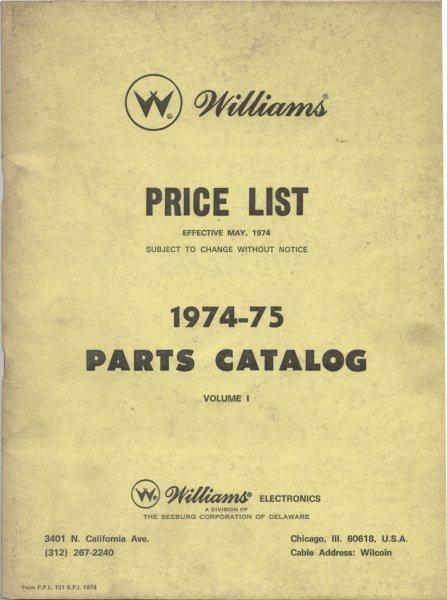 W® Williams®
PRICE LIST
EFFECTIVE MAY, 1974
SUBJECT TO CHANGE WITHOUT NOTICE
1974-75
PARTS CATALOG
VOLUME I
W® Williams® ELECTRONICS
A DIVISION OF
THE SEEBURG CORPORATION OF DELAWARE
3401 N. California Ave. Chicago, Ill. 60618, U.S.A.
(312) 267-2240 Cable Address: Wilcoin
Form P.P.L. 101 S.P.I. 1974